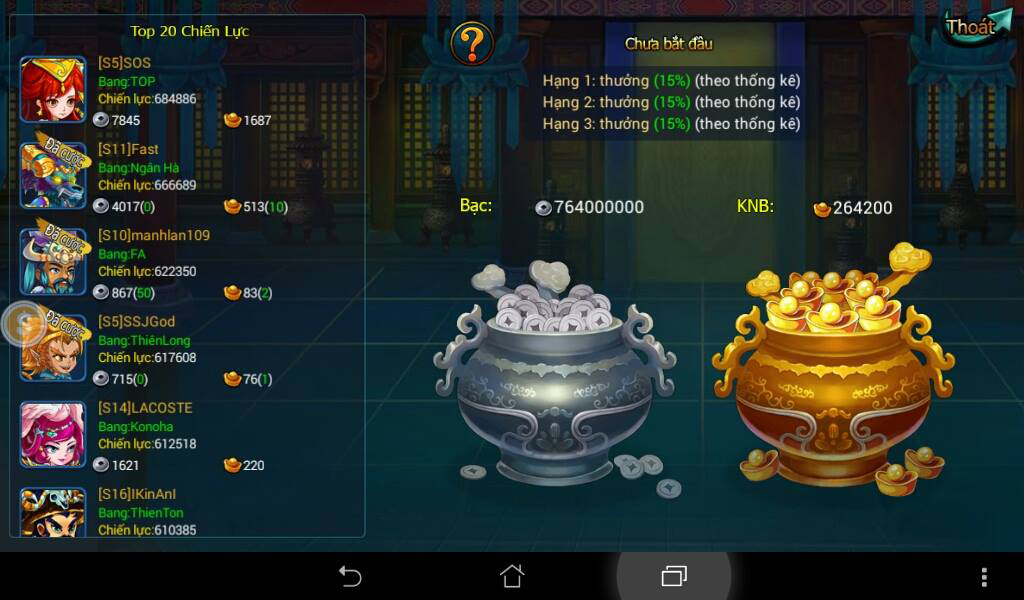 Top 20 Chiến Lực
[S5]SOS
Bang:TOP
Chiến lực:684886
7845 1687
[S11]Fast
Bang:Ngân Hà
Chiến lực:666689
4017(0) 513(10)
Đã cược
[S10]manhlan109
Bang:FA
Chiến lực:622350
867(50) 83(2)
Đã cược
[S5]SSJGod
Bang:ThiênLong
Chiến lực:617608
715(0) 76(1)
Đã cược
[S14]LACOSTE
Bang:Konoha
Chiến lực:612518
1621 220
[S16]IKinAnI
Bang:ThienTon
Chiến lực:610385
?
Chưa bắt đầu
Thoát
Hạng 1: thưởng (15%) (theo thống kê)
Hạng 2: thưởng (15%) (theo thống kê)
Hạng 3: thưởng (15%) (theo thống kê)
Bạc: 764000000
KNB: 264200